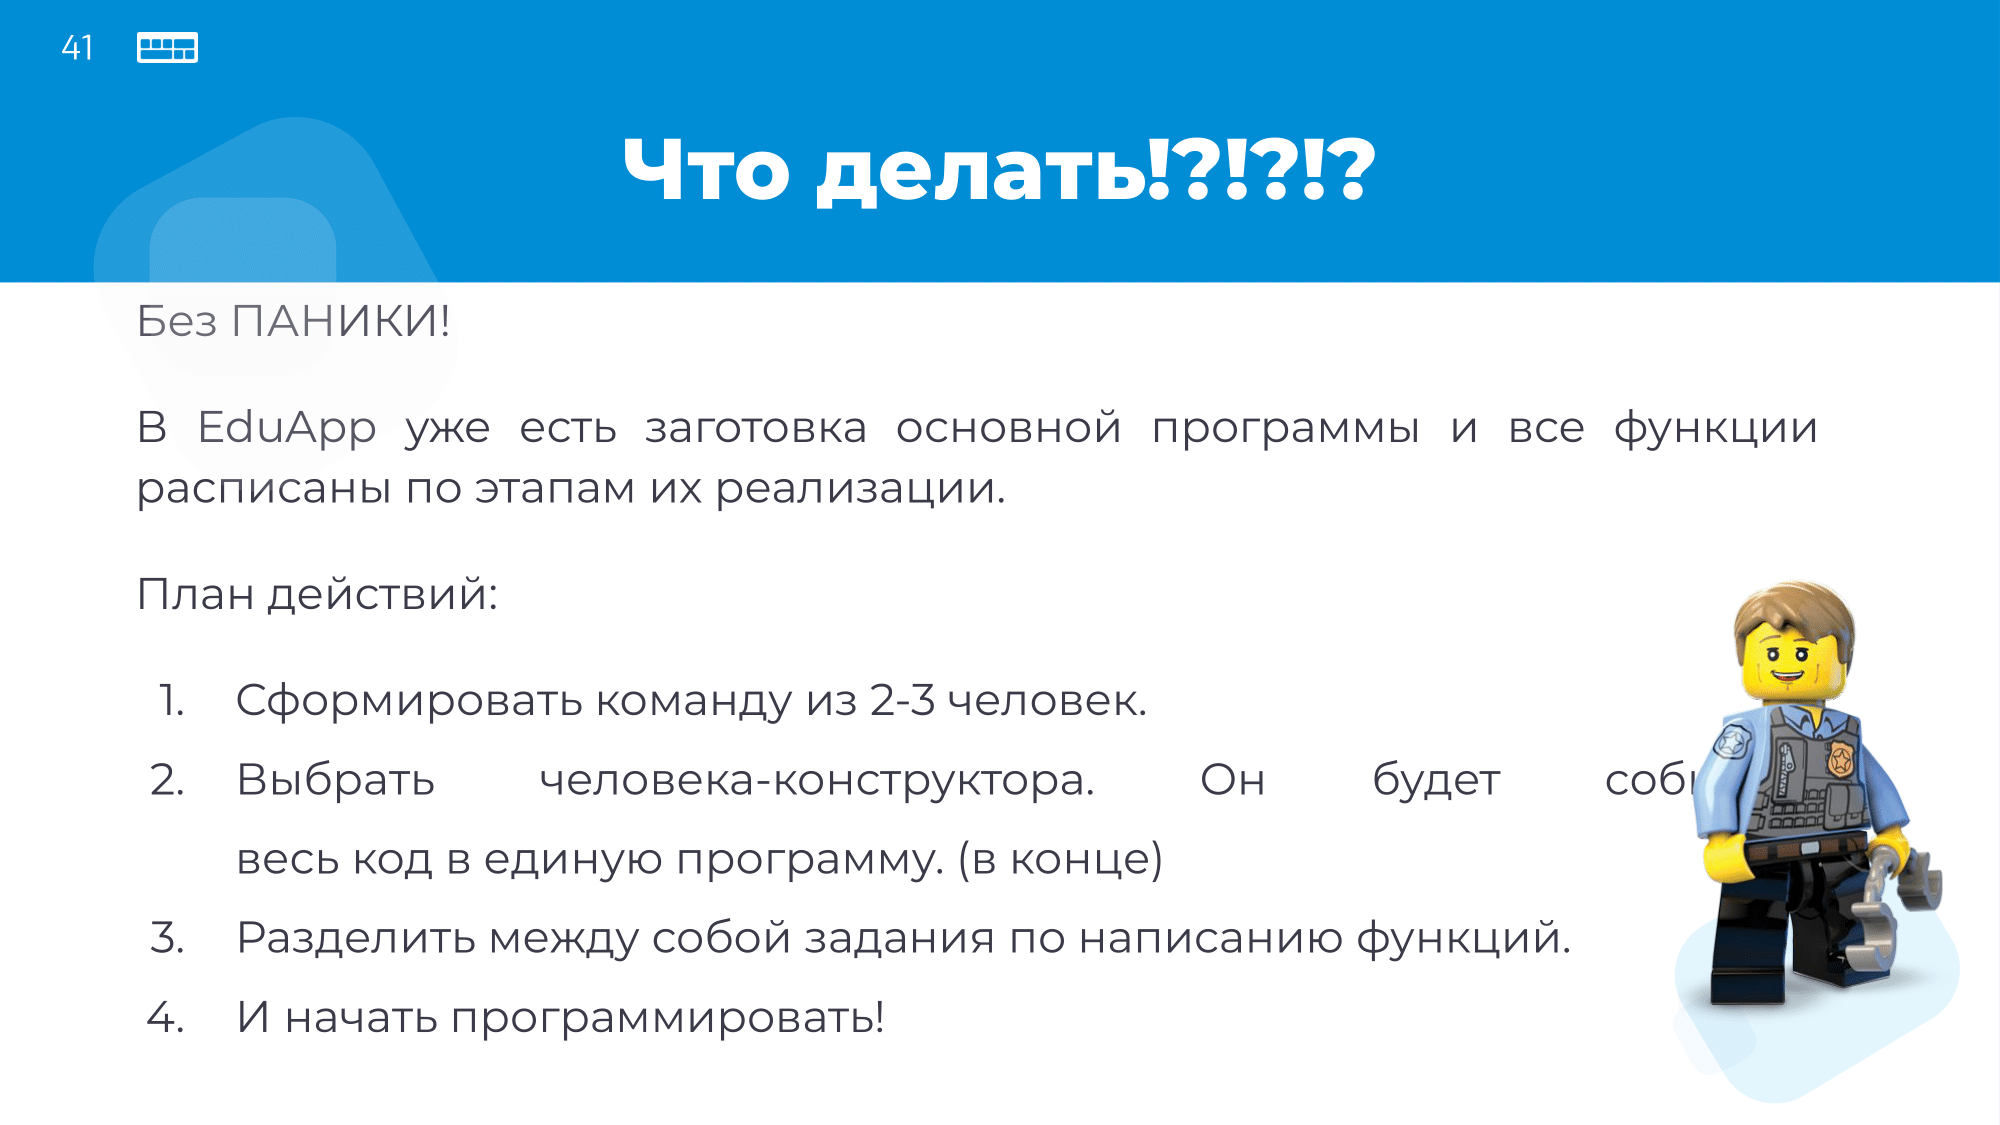 41
Что делать!?!?!?
Без ПАНИКИ!
В EduApp уже есть заготовка основной программы и все функции
расписаны по этапам их реализации.
План действий:
1. Сформировать команду из 2-3 человек.
2. Выбрать человека-конструктора. Он будет
весь код в единую программу. (в конце)
3. Разделить между собой задания по написанию функций.
4. И начать программировать!